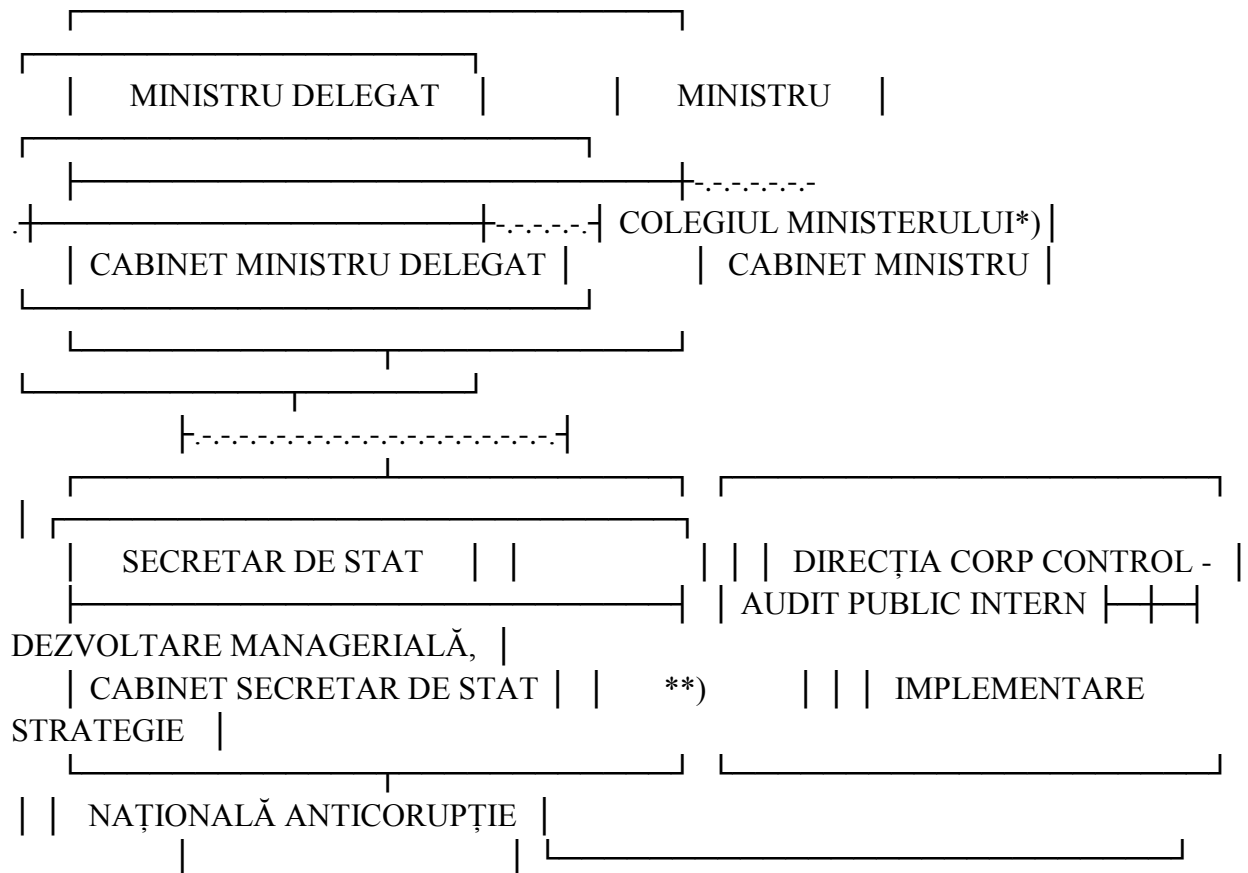 MINISTRU DELEGAT MINISTRU
COLEGIUL MINISTERULUI*)
CABINET MINISTRU DELEGAT CABINET MINISTRU
SECRETAR DE STAT DIRECȚIA CORP CONTROL -
AUDIT PUBLIC INTERN
DEZVOLTARE MANAGERIALĂ,
CABINET SECRETAR DE STAT **) IMPLEMENTARE
STRATEGIE
NAȚIONALĂ ANTICORUPȚIE